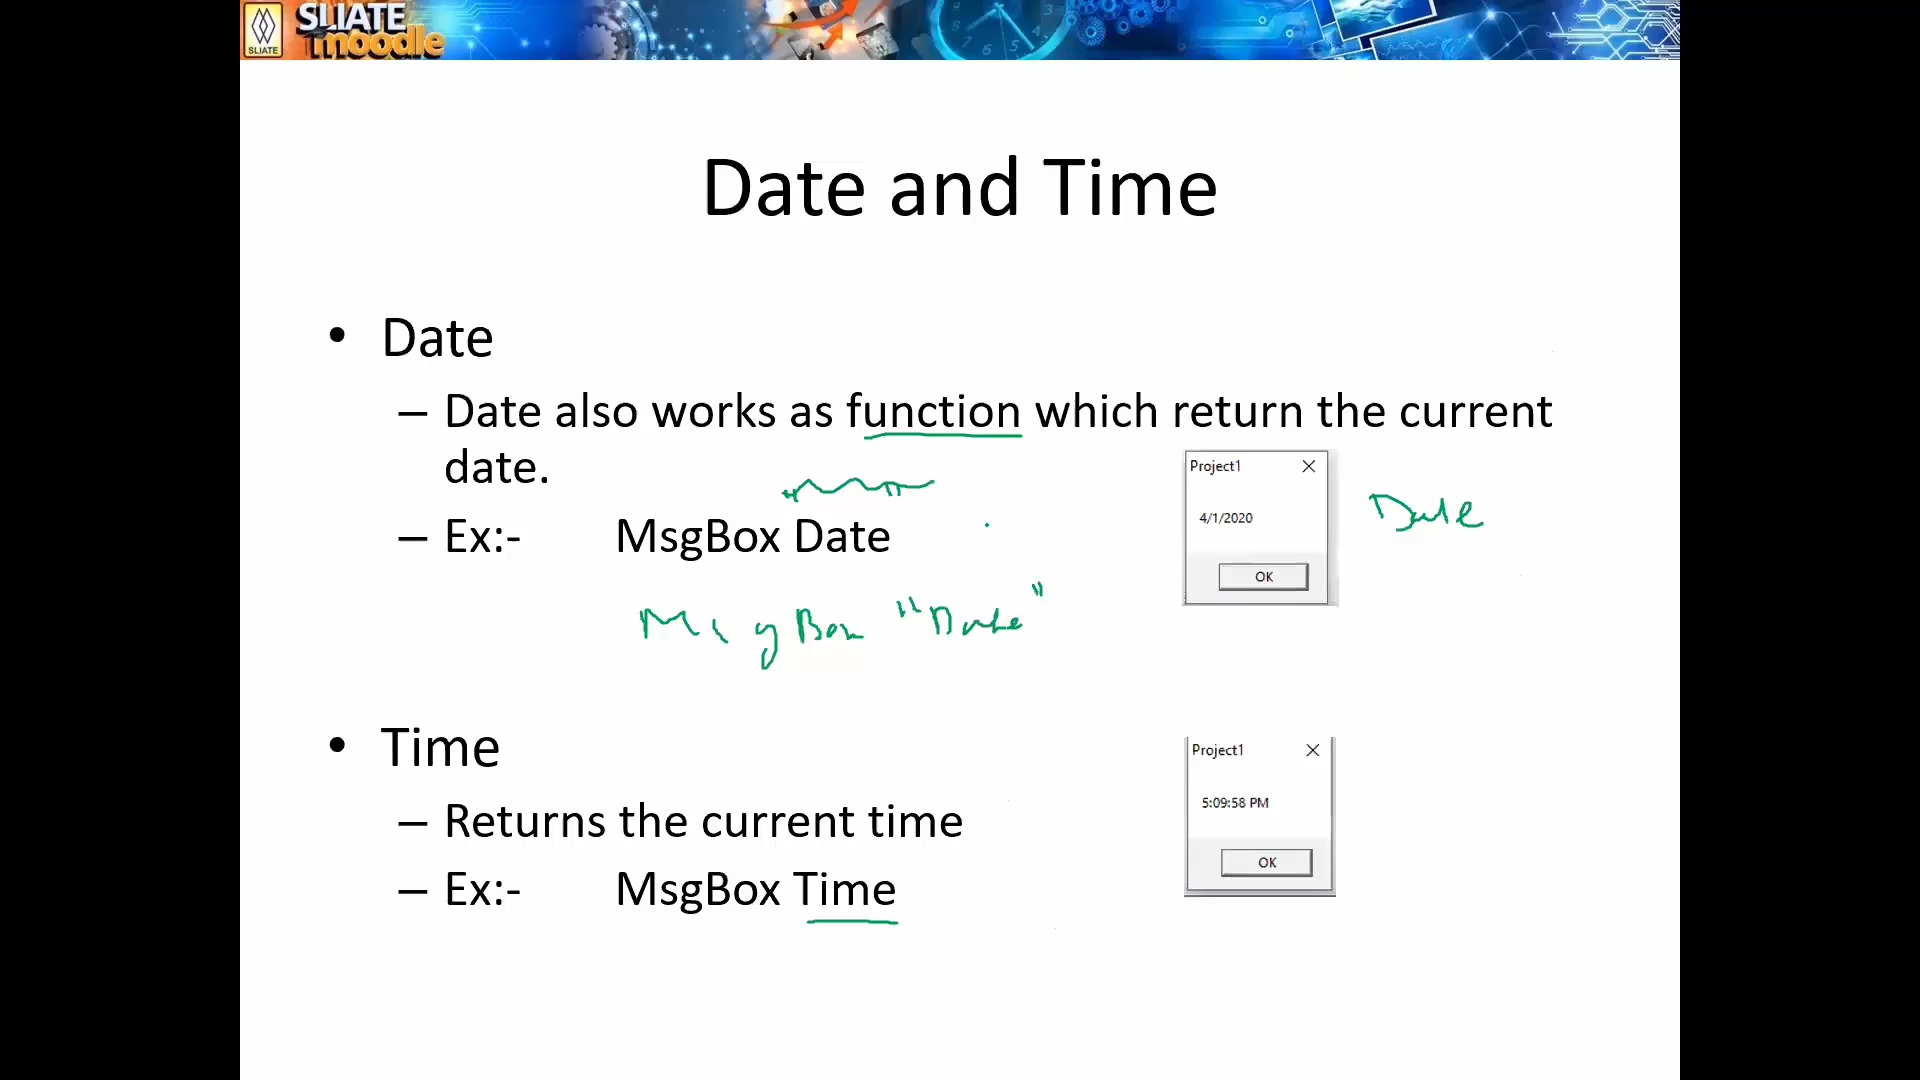 SLIATE
SLIATE
moodle
Date and Time
• Date
– Date also works as function which return the current
date.
– Ex:- MsgBox Date
Project1
4/1/2020
OK
Date
MsgBox "Date"
• Time
– Returns the current time
– Ex:- MsgBox Time
Project1
5:09:58 PM
OK